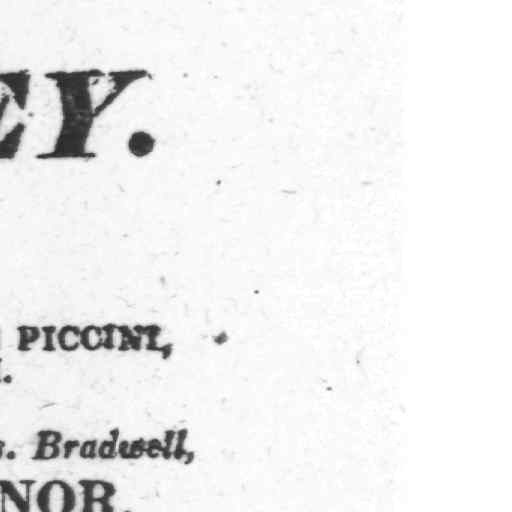 EY.
PICCINI,
. Bradwell,
NOR.